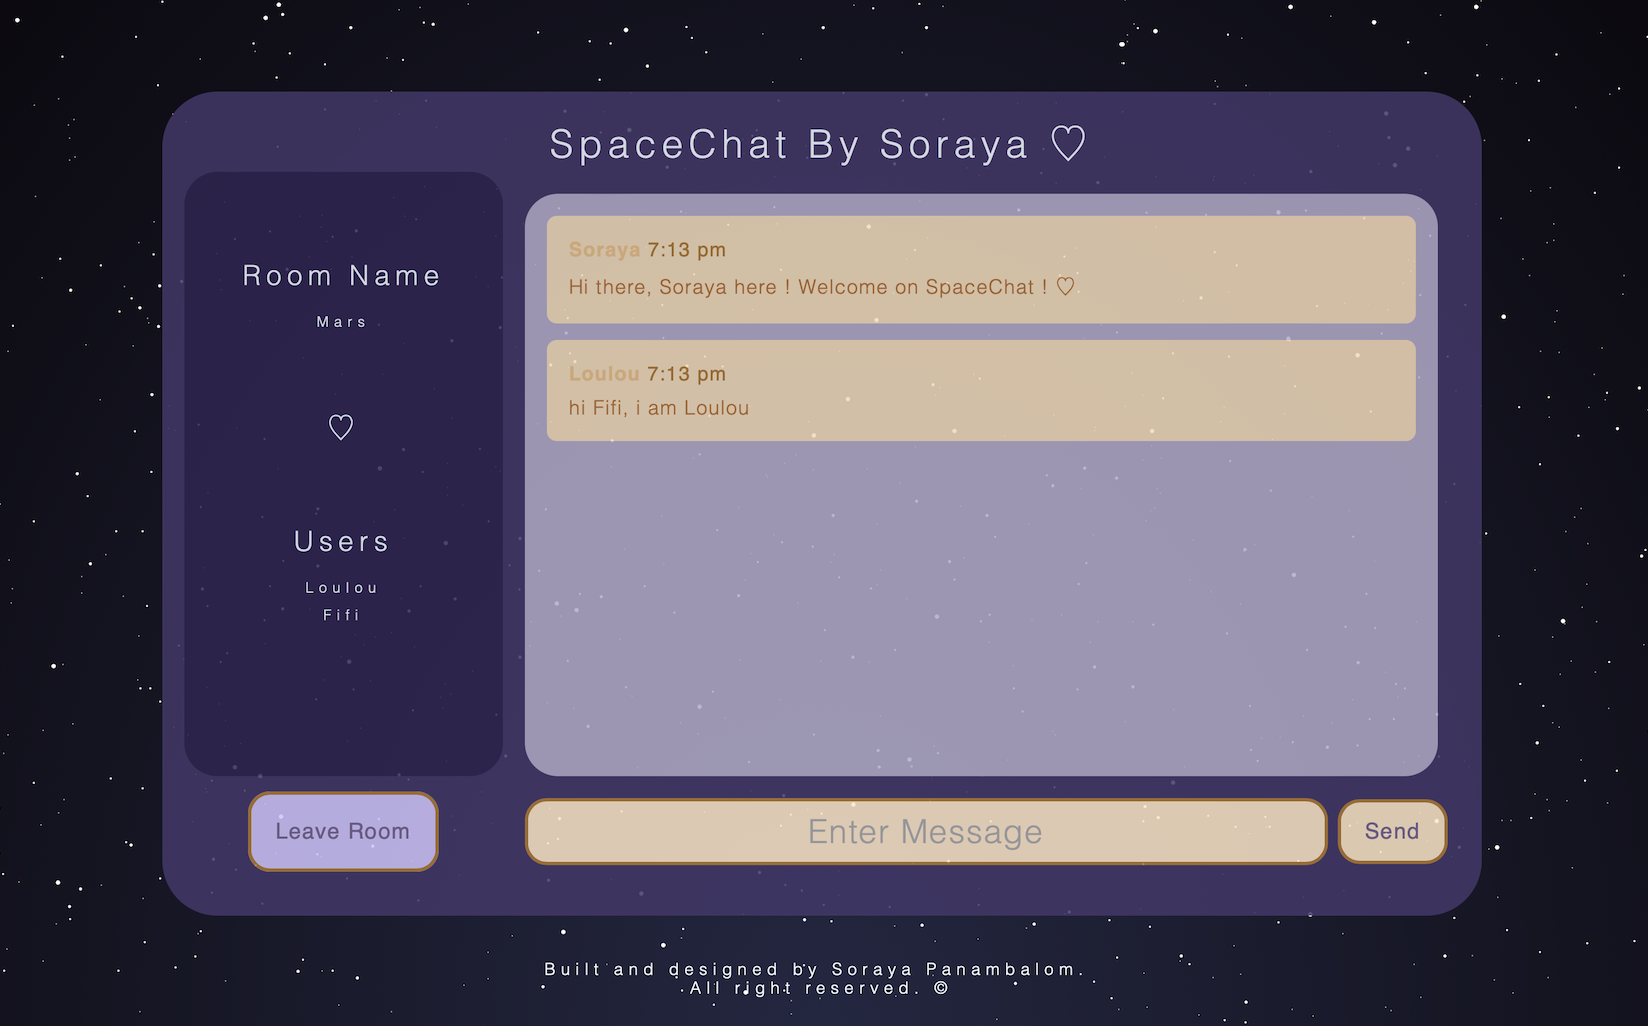 SpaceChat By Soraya ♡
Room Name
Mars
♡
Users
Loulou
Fifi
Leave Room
Soraya 7:13 pm
Hi there, Soraya here ! Welcome on SpaceChat ! ♡
Loulou 7:13 pm
hi Fifi, i am Loulou
Enter Message
Send
Built and designed by Soraya Panambalom.
All right reserved. ©